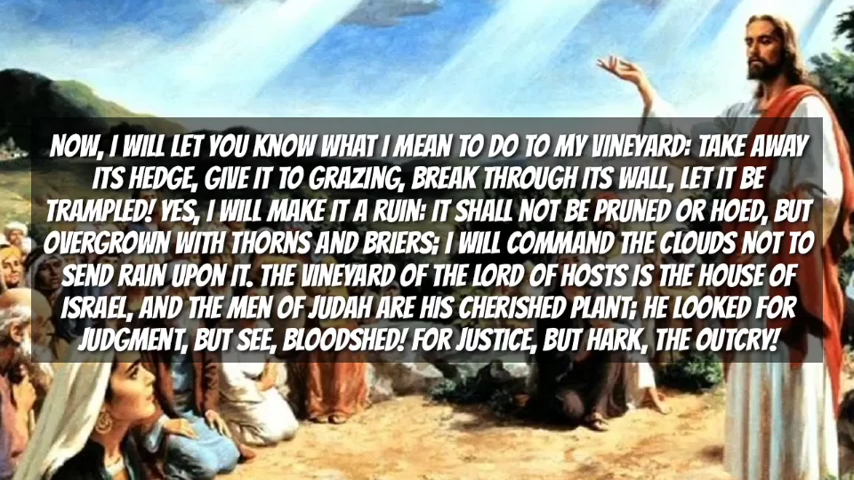 NOW, I WILL LET YOU KNOW WHAT I MEAN TO DO TO MY VINEYARD: TAKE AWAY
ITS HEDGE, GIVE IT TO GRAZING, BREAK THROUGH ITS WALL, LET IT BE
TRAMPLED! YES, I WILL MAKE IT A RUIN: IT SHALL NOT BE PRUNED OR HOED, BUT
OVERGROWN WITH THORNS AND BRIERS; I WILL COMMAND THE CLOUDS NOT TO
SEND RAIN UPON IT. THE VINEYARD OF THE LORD OF HOSTS IS THE HOUSE OF
ISRAEL, AND THE MEN OF JUDAH ARE HIS CHERISHED PLANT; HE LOOKED FOR
JUDGMENT, BUT SEE, BLOODSHED! FOR JUSTICE, BUT HARK, THE OUTCRY!